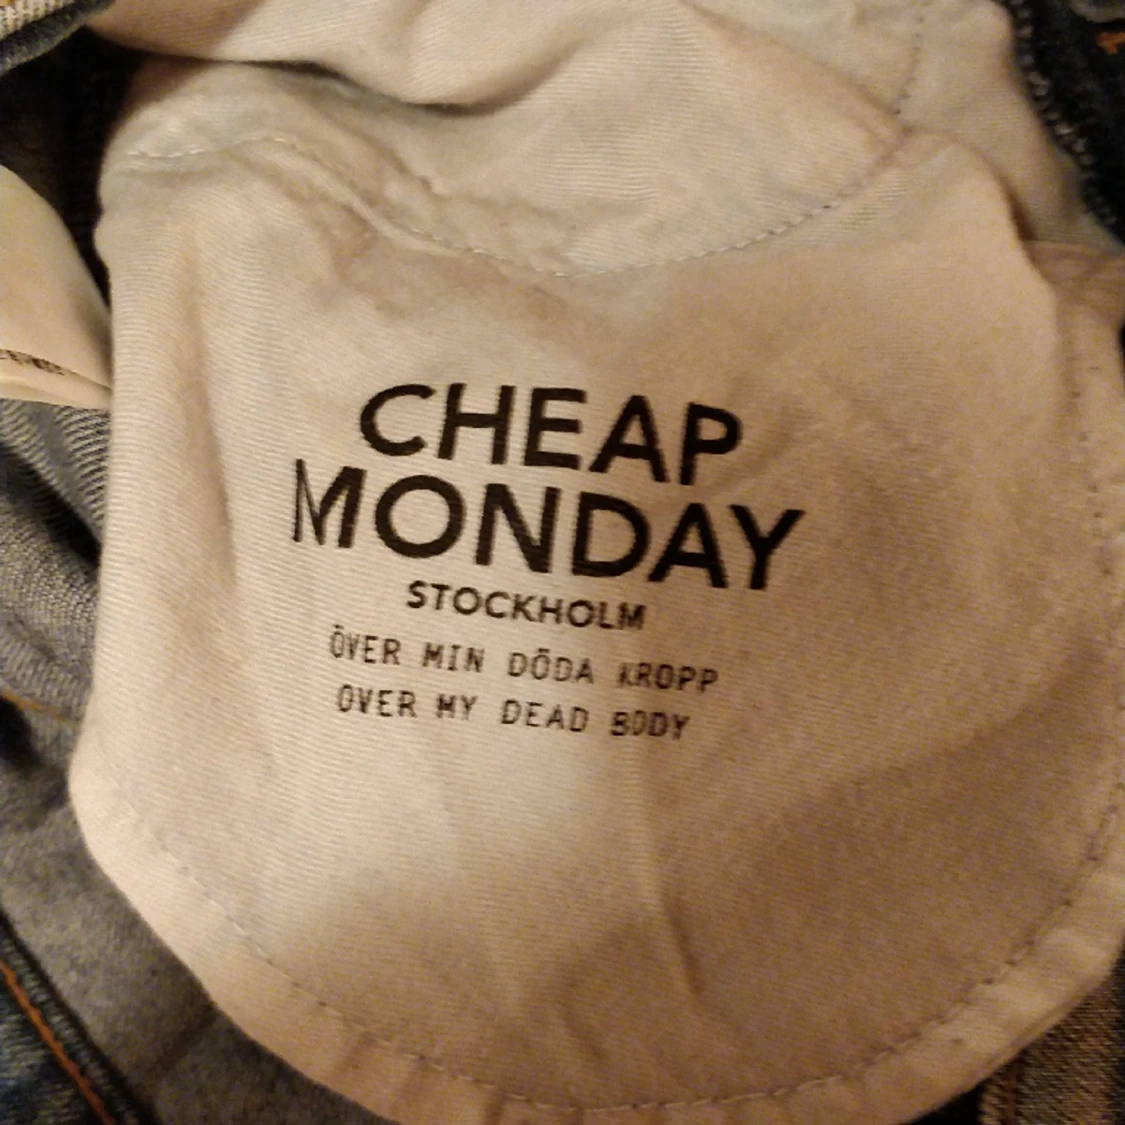 CHEAP
MONDAY
STOCKHOLM
ÖVER MIN DÖDA KROPP
OVER MY DEAD BODY